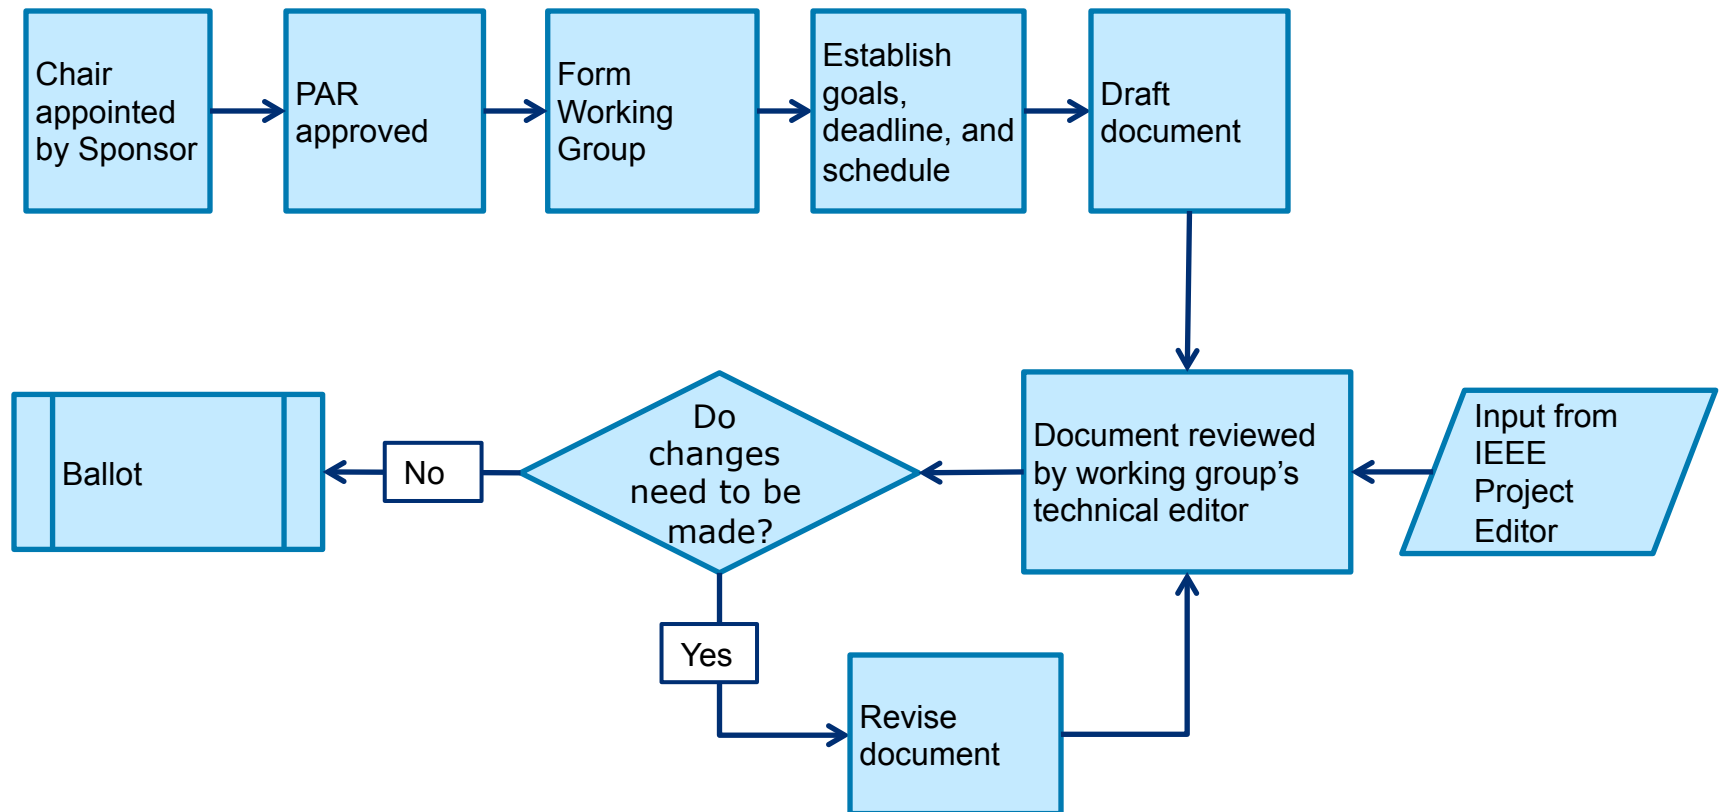 Chair
appointed
by Sponsor
PAR
approved
Form
Working
Group
Establish
goals,
deadline, and
schedule
Draft
document
Ballot
No
Do
changes
need to be
made?
Document reviewed
by working group’s
technical editor
Input from
IEEE
Project
Editor
Yes
Revise
document